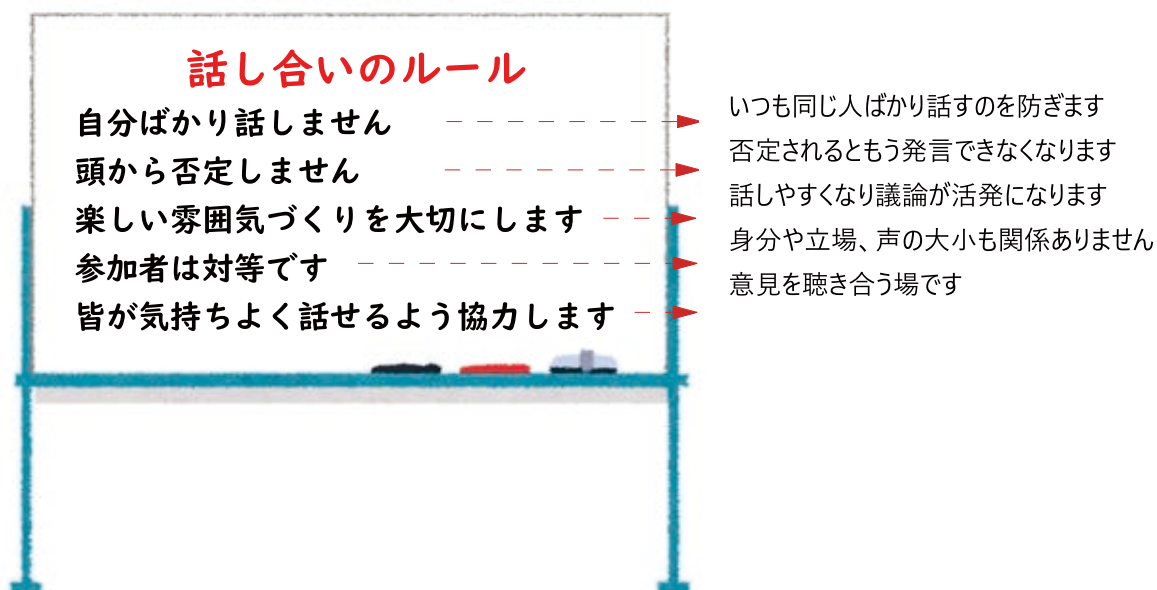 話し合いのルール
自分ばかり話しません
いつも同じ人ばかり話すのを防ぎます
頭から否定しません
否定されるともう発言できなくなります
楽しい雰囲気づくりを大切にします
話しやすくなり議論が活発になります
参加者は対等です
身分や立場、声の大小も関係ありません
皆が気持ちよく話せるよう協力します
意見を聴き合う場です